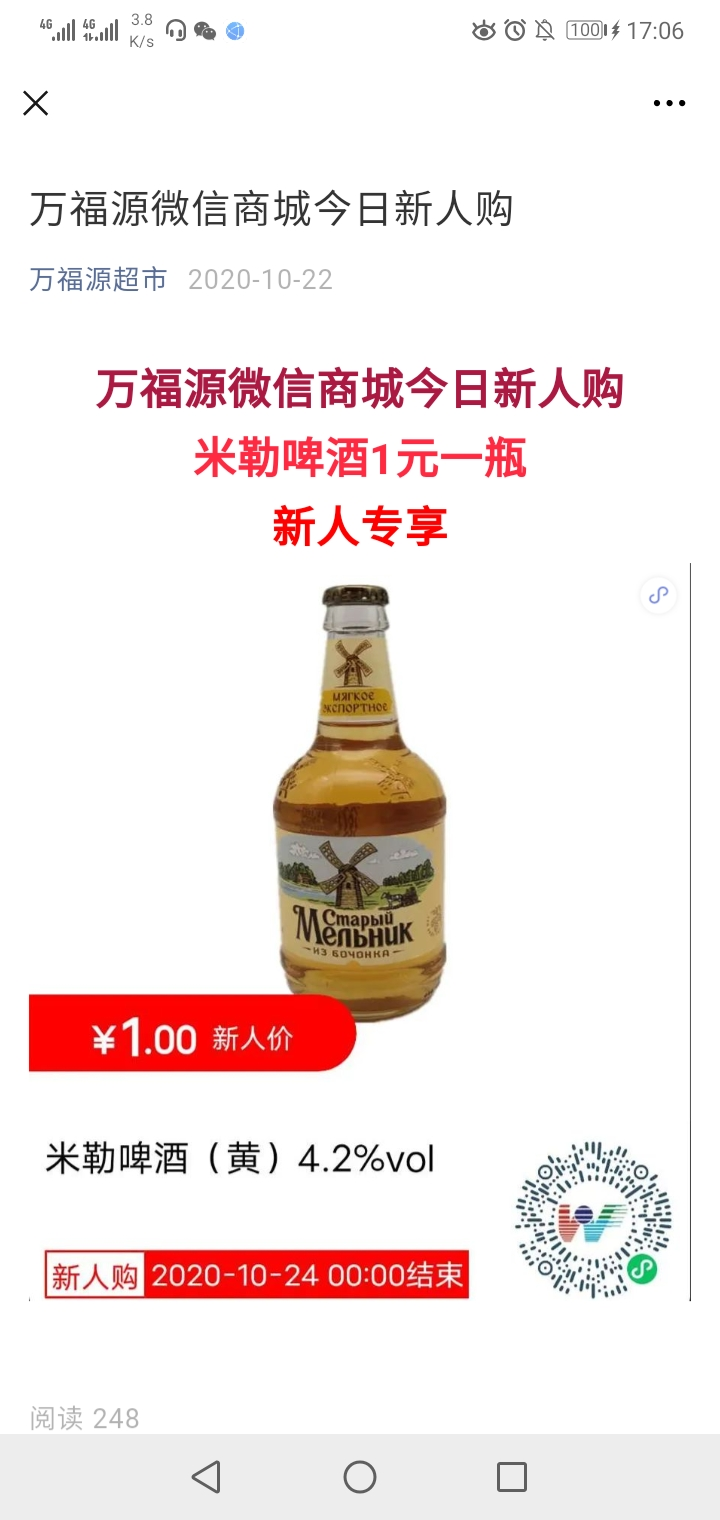 4G 4G 3.8 K/s 100 17:06
万福源微信商城今日新人购
万福源超市 2020-10-22
万福源微信商城今日新人购
米勒啤酒1元一瓶
新人专享
МЯГКОЕ
ЭКСПОРТНОЕ
Старый
Мельник
ИЗ БОЧОНКА
¥1.00 新人价
米勒啤酒（黄）4.2%vol
新人购 2020-10-24 00:00结束
阅读 248